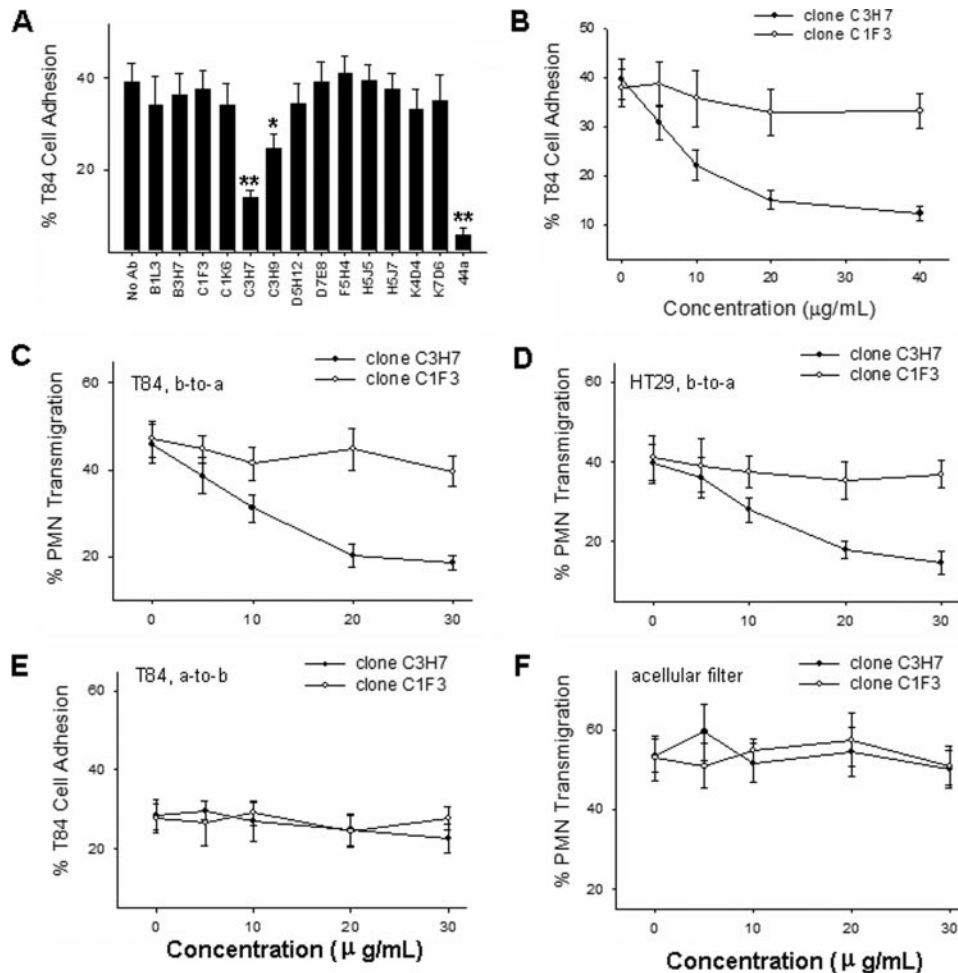 A
% T84 Cell Adhesion
40
20
**
*
**
No Ab
B1L3
B3H7
C1F3
C1K6
C3H7
C3H9
D5H12
D7E8
F5H4
H5J5
H5J7
K4D4
K7D6
44a
B
clone C3H7
clone C1F3
% T84 Cell Adhesion
50
40
30
20
10
0 10 20 30 40
Concentration (μg/mL)
C
clone C3H7
clone C1F3
T84, b-to-a
% PMN Transmigration
60
40
20
0 10 20 30
D
clone C3H7
clone C1F3
HT29, b-to-a
% PMN Transmigration
60
40
20
0 10 20 30
E
clone C3H7
clone C1F3
T84, a-to-b
% T84 Cell Adhesion
60
40
20
0 10 20 30
Concentration (μ g/mL)
F
clone C3H7
clone C1F3
acellular filter
% PMN Transmigration
60
40
20
0 10 20 30
Concentration (μ g/mL)